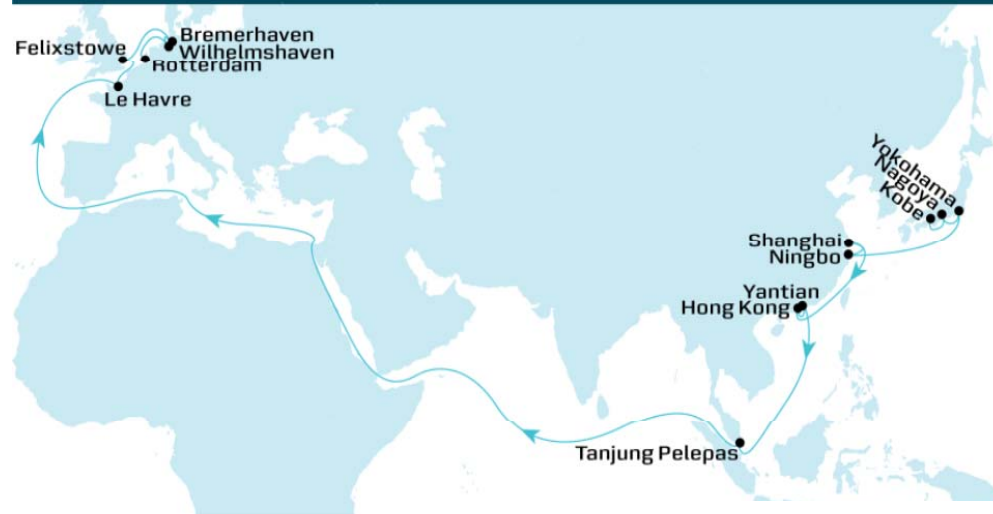 Bremerhaven
Felixstowe
Wilhelmshaven
Rotterdam
Le Havre
Yokohama
Nagoya
Kobe
Shanghai
Ningbo
Yantian
Hong Kong
Tanjung Pelepas